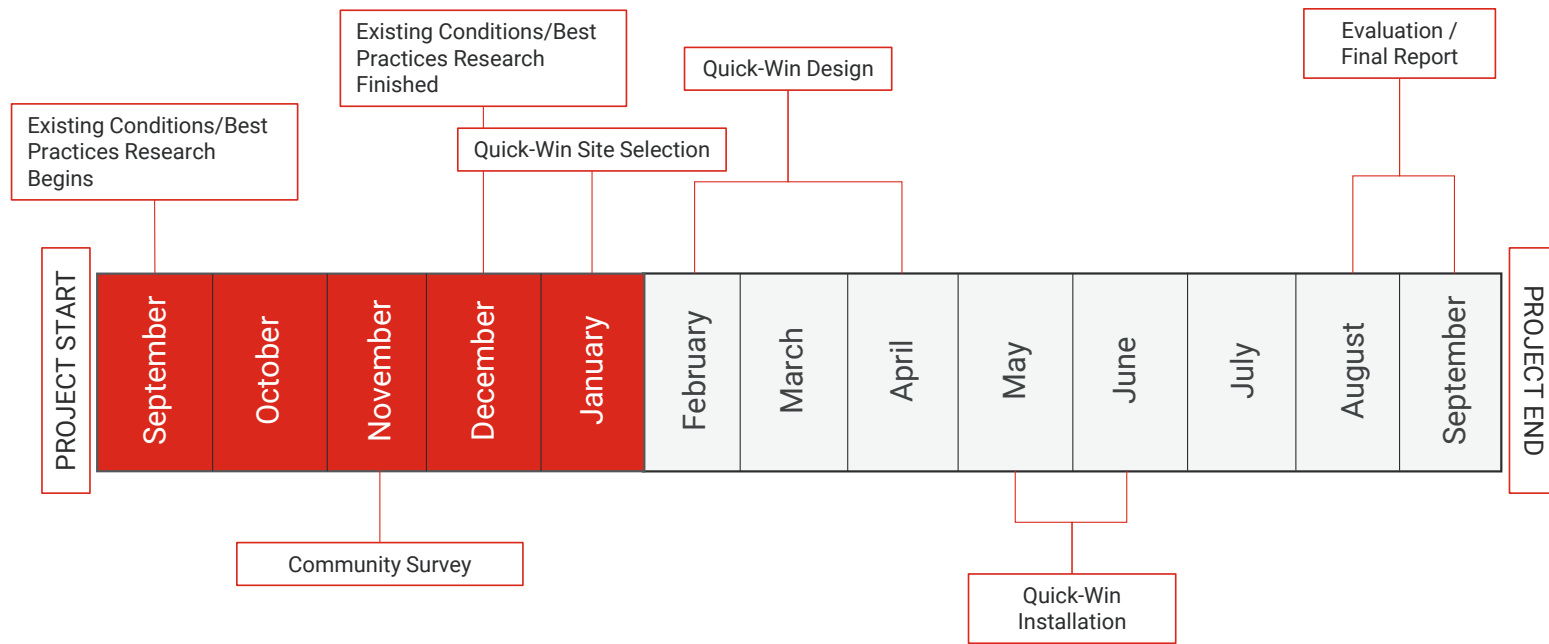 Existing Conditions/Best
Practices Research
Finished
Evaluation /
Final Report
Quick-Win Design
Existing Conditions/Best
Practices Research
Begins
Quick-Win Site Selection
PROJECT START
September
October
November
December
January
February
March
April
May
June
July
August
September
PROJECT END
Community Survey
Quick-Win
Installation